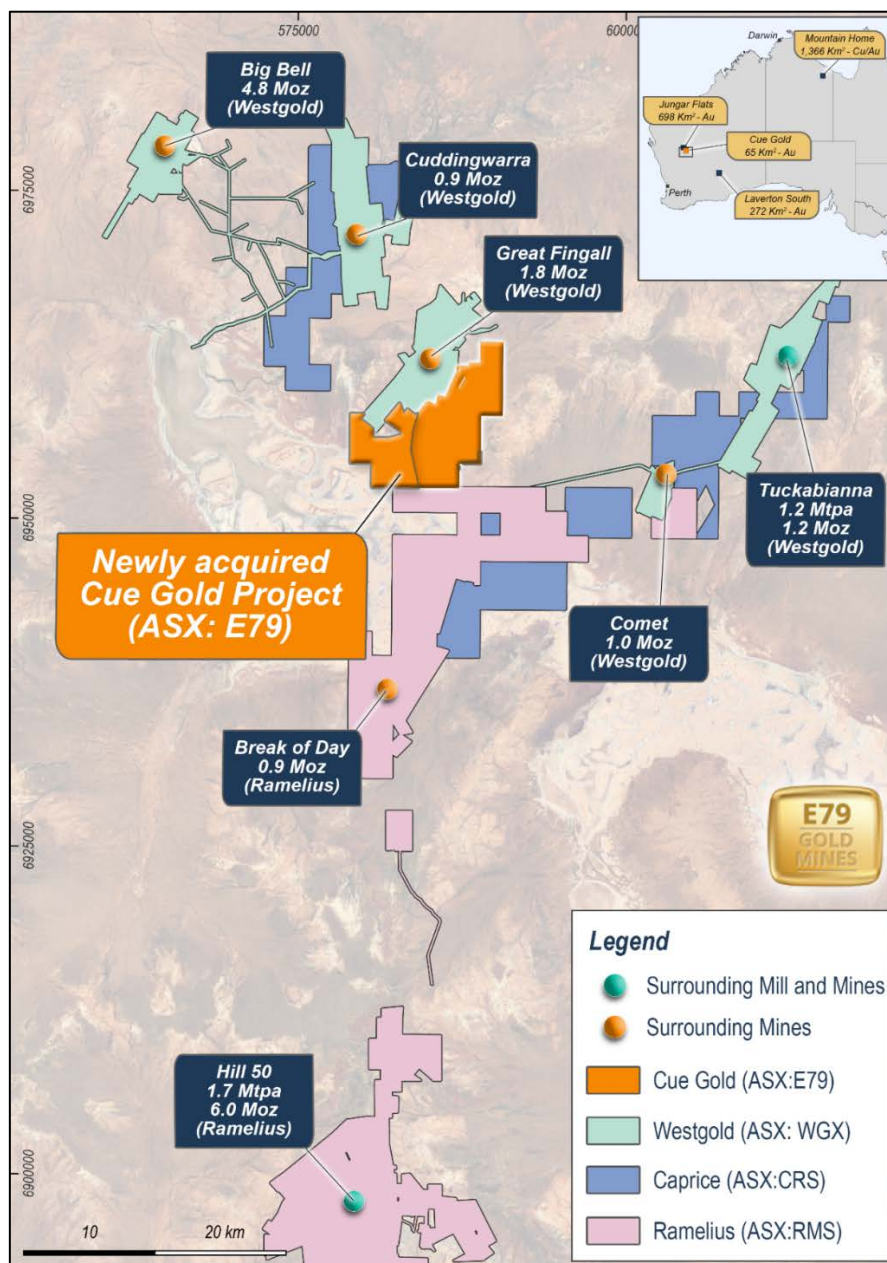 575000
600000
6975000
6950000
6925000
6900000
Big Bell
4.8 Moz
(Westgold)
Cuddingwarra
0.9 Moz
(Westgold)
Great Fingall
1.8 Moz
(Westgold)
Darwin
Mountain Home
1,366 Km² - Cu/Au
Jungar Flats
698 Km² - Au
Cue Gold
65 Km² - Au
Perth
Laverton South
272 Km² - Au
Tuckabianna
1.2 Mtpa
1.2 Moz
(Westgold)
Newly acquired
Cue Gold Project
(ASX: E79)
Comet
1.0 Moz
(Westgold)
Break of Day
0.9 Moz
(Ramelius)
E79
GOLD
MINES
Hill 50
1.7 Mtpa
6.0 Moz
(Ramelius)
Legend
Surrounding Mill and Mines
Surrounding Mines
Cue Gold (ASX:E79)
Westgold (ASX: WGX)
Caprice (ASX:CRS)
Ramelius (ASX:RMS)
10
20 km